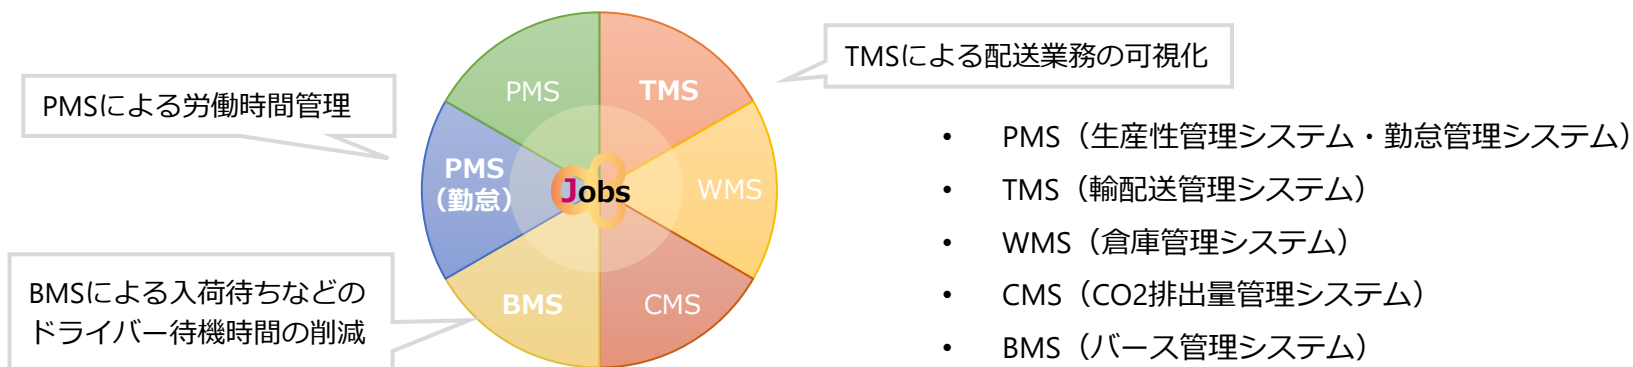 TMSによる配送業務の可視化
PMSによる労働時間管理
PMS
TMS
PMS
（勤怠）
Jobs
WMS
BMSによる入荷待ちなどの
ドライバー待機時間の削減
BMS
CMS
• PMS（生産性管理システム・勤怠管理システム）
• TMS（輸配送管理システム）
• WMS（倉庫管理システム）
• CMS（CO2排出量管理システム）
• BMS（バース管理システム）